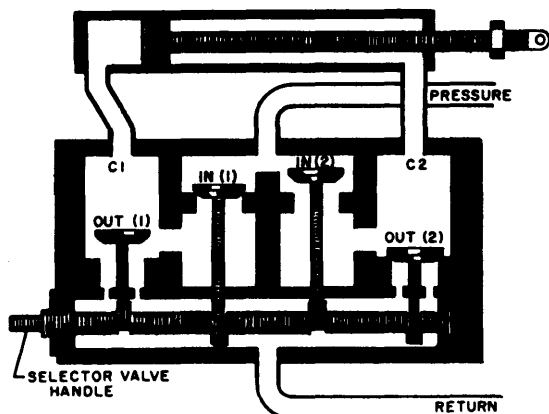 PRESSURE
C1
IN (1)
IN (2)
C2
OUT (1)
OUT (2)
SELECTOR VALVE
HANDLE
RETURN